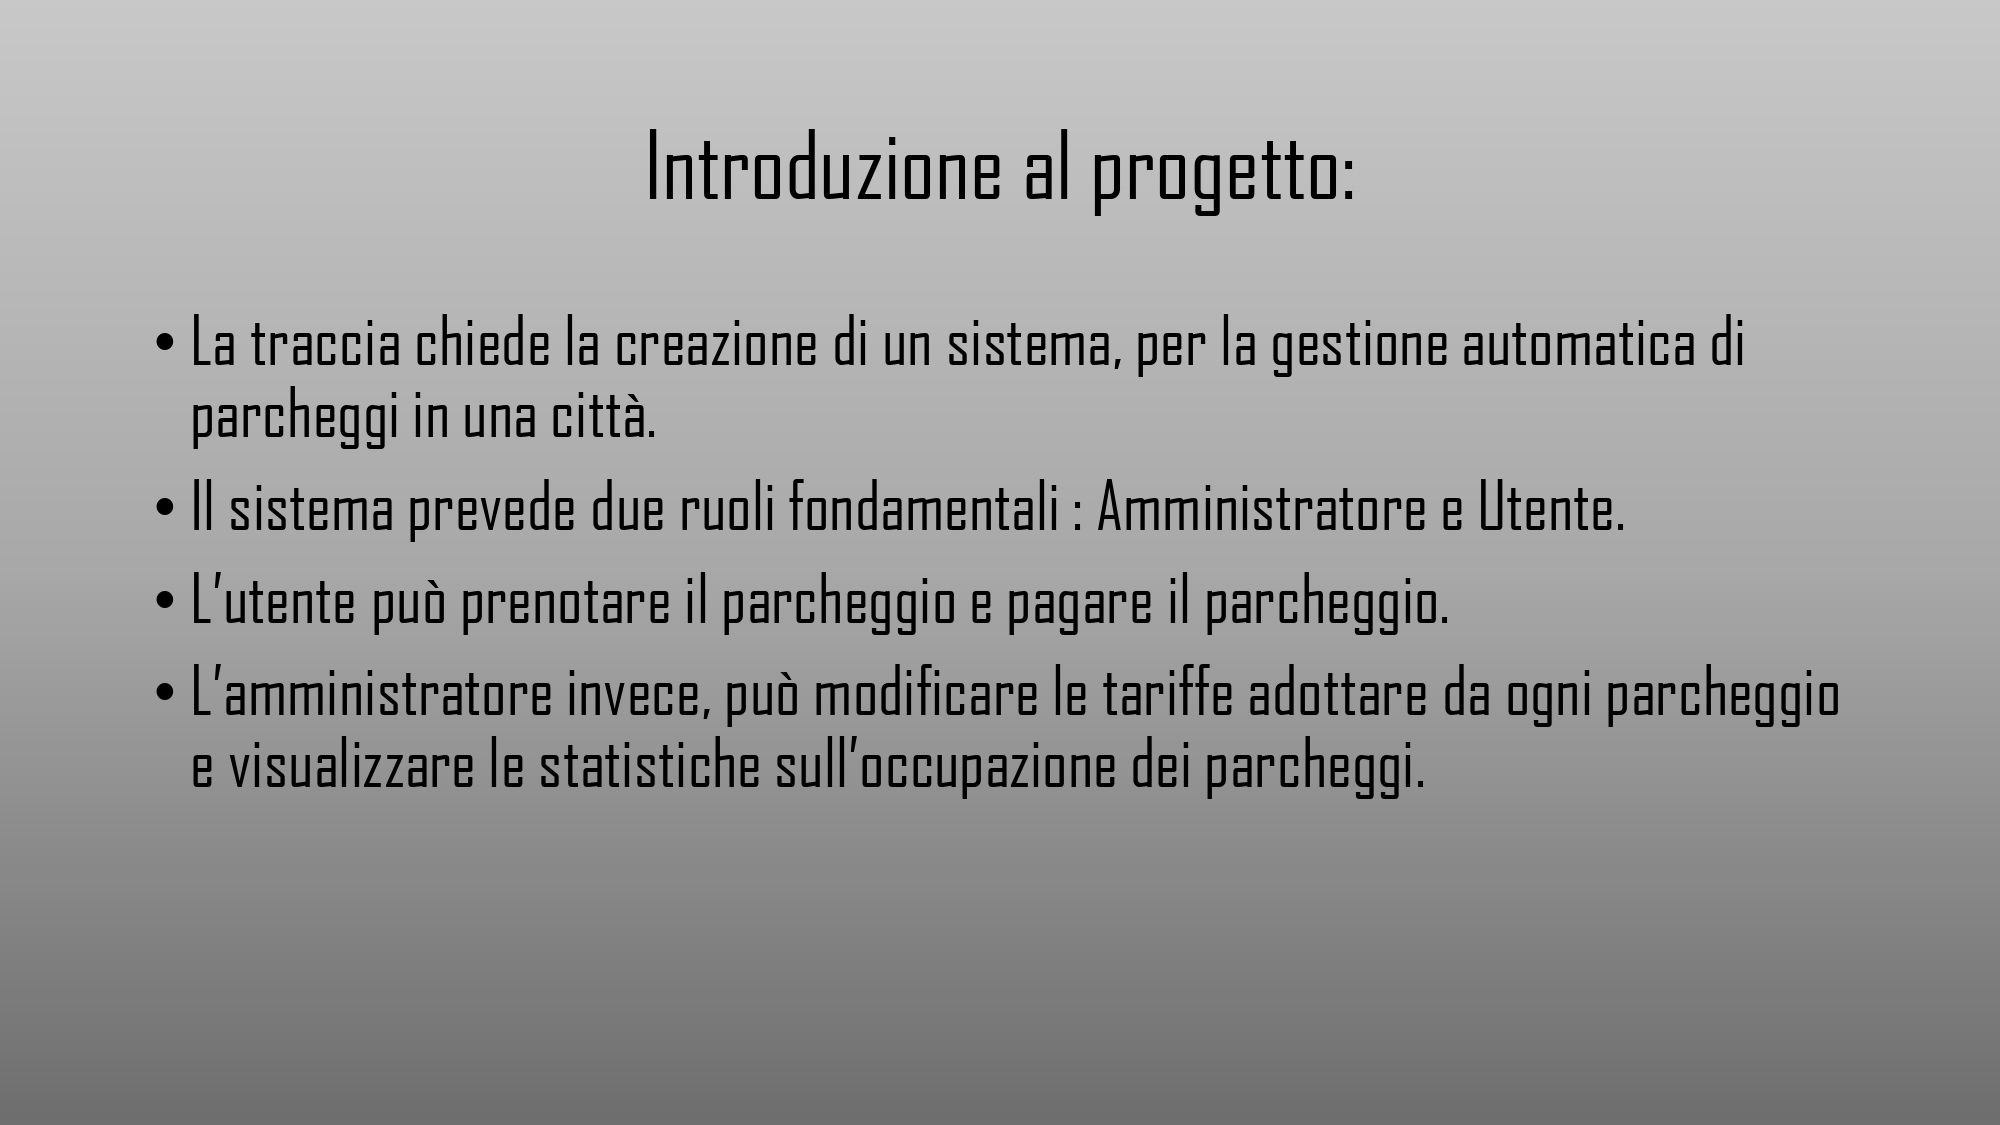 Introduzione al progetto:
• La traccia chiede la creazione di un sistema, per la gestione automatica di
parcheggi in una città.
• Il sistema prevede due ruoli fondamentali : Amministratore e Utente.
• L’utente può prenotare il parcheggio e pagare il parcheggio.
• L’amministratore invece, può modificare le tariffe adottare da ogni parcheggio
e visualizzare le statistiche sull’occupazione dei parcheggi.